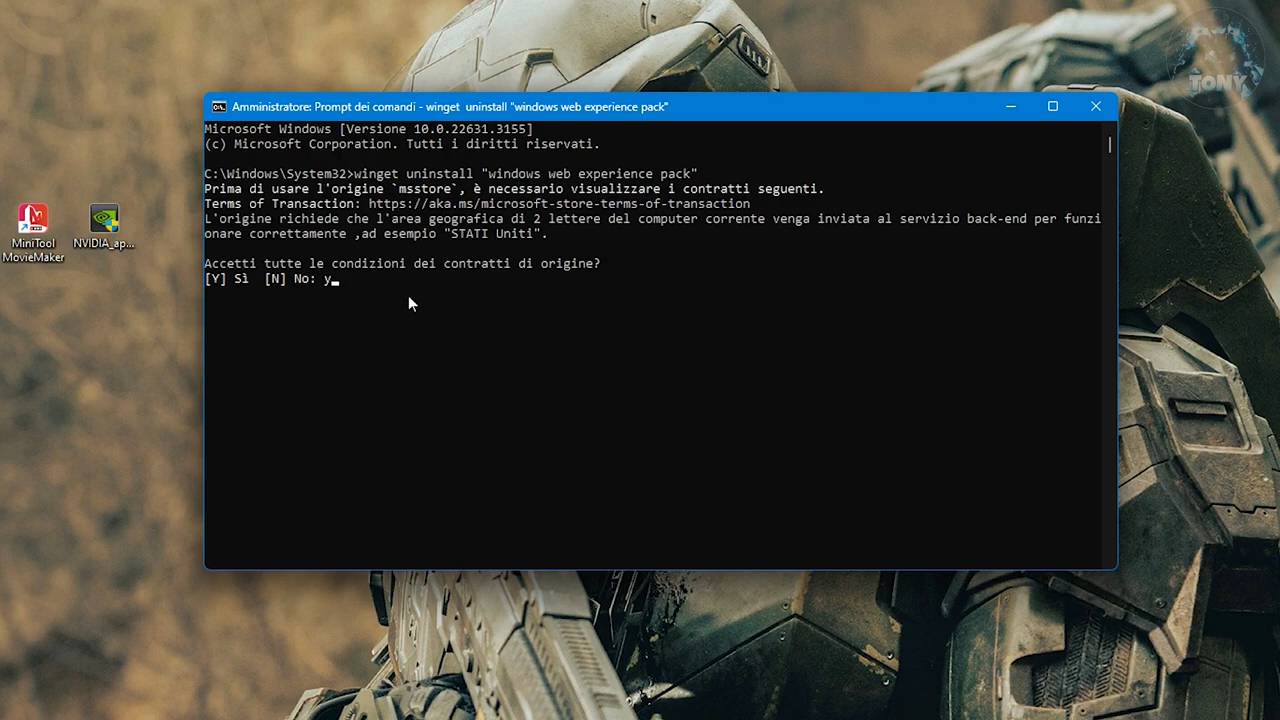 TONY
Amministratore: Prompt dei comandi - winget  uninstall "windows web experience pack"
Microsoft Windows [Versione 10.0.22631.3155]
(c) Microsoft Corporation. Tutti i diritti riservati.
C:\Windows\System32>winget uninstall "windows web experience pack"
Prima di usare l'origine `msstore`, è necessario visualizzare i contratti seguenti.
Terms of Transaction: https://aka.ms/microsoft-store-terms-of-transaction
L'origine richiede che l'area geografica di 2 lettere del computer corrente venga inviata al servizio back-end per funzi
onare correttamente ,ad esempio "STATI Uniti".
Accetti tutte le condizioni dei contratti di origine?
[Y] Sì  [N] No: y
MiniTool
MovieMaker
NVIDIA_ap...